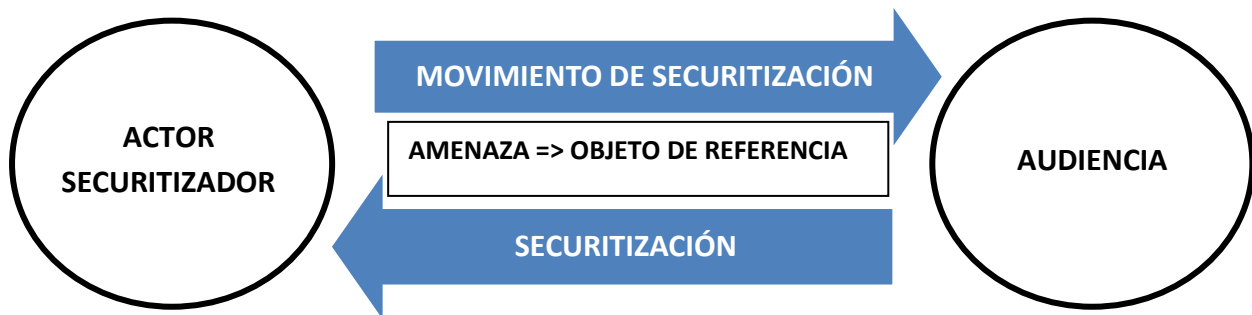 MOVIMIENTO DE SECURITIZACIÓN
ACTOR
SECURITIZADOR
AMENAZA => OBJETO DE REFERENCIA
AUDIENCIA
SECURITIZACIÓN